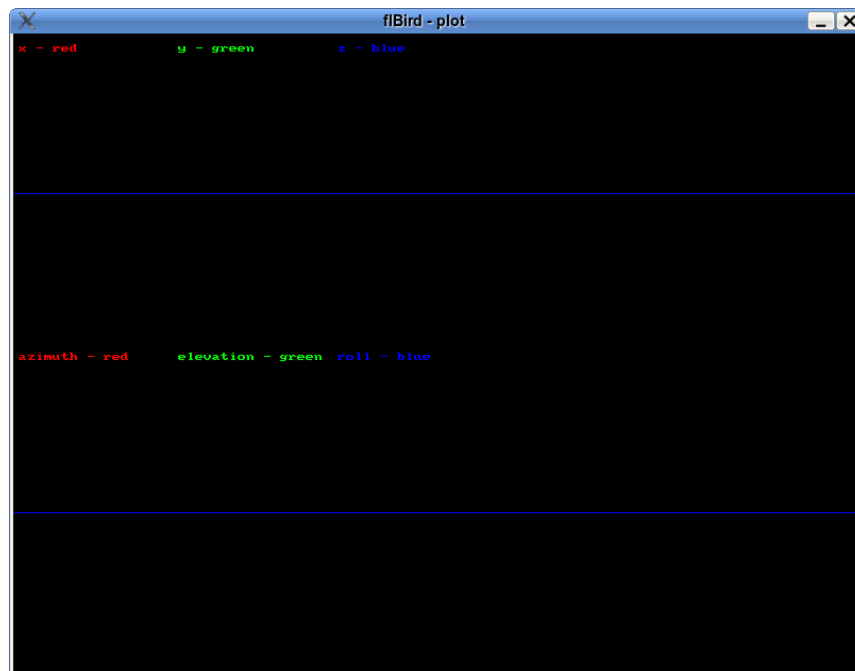 flBird - plot
x - red y - green z - blue
azimuth - red elevation - green roll - blue